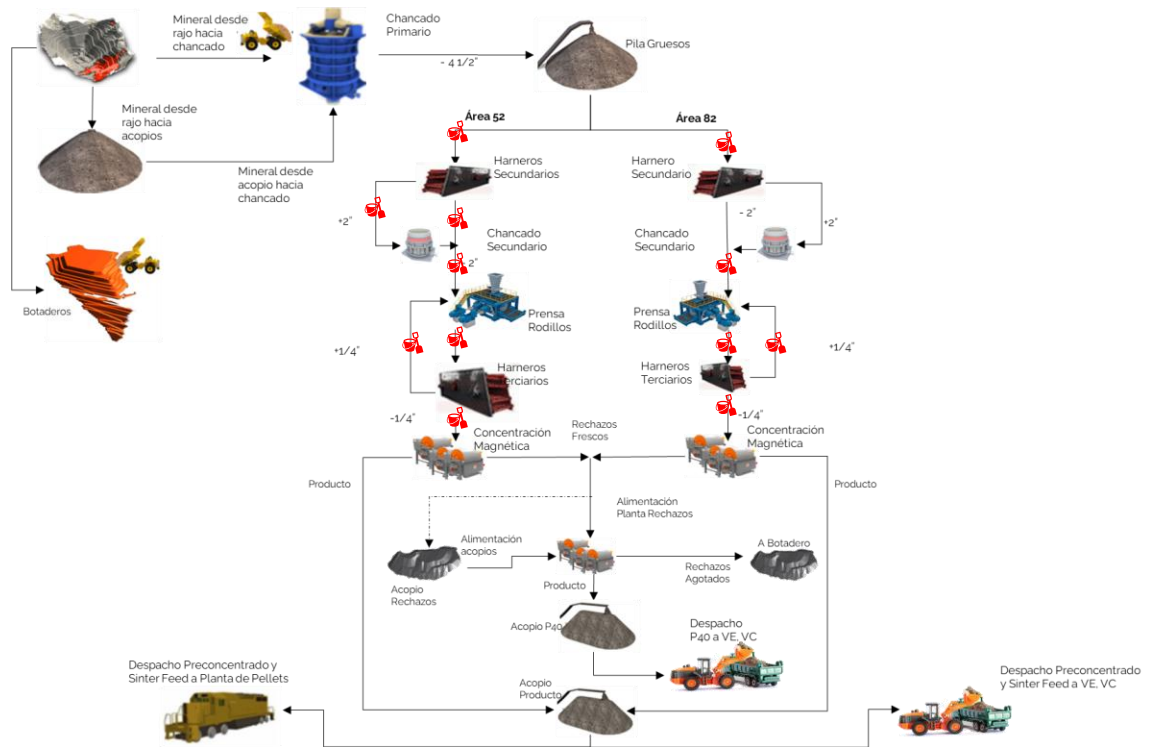 Mineral desde
rajo hacia
chancado
Chancado
Primario
- 4 1/2"
Pila Gruesos
Mineral desde
rajo hacia
acopios
Mineral desde
acopio hacia
chancado
Botaderos
Área 52
Área 82
Harneros
Secundarios
Harnero
Secundario
+2"
- 2"
+2"
Chancado
Secundario
Chancado
Secundario
2"
Prensa
Rodillos
Prensa
Rodillos
+1/4"
+1/4"
Harneros
Terciarios
Harneros
Terciarios
-1/4"
-1/4"
Concentración
Magnética
Rechazos
Frescos
Concentración
Magnética
Producto
Producto
Alimentación
Planta Rechazos
Alimentación
acopios
A Botadero
Acopio
Rechazos
Producto
Rechazos
Agotados
Acopio P40
Despacho
P40 a VE, VC
Despacho Preconcentrado y
Sinter Feed a Planta de Pellets
Acopio
Producto
Despacho Preconcentrado
y Sinter Feed a VE, VC